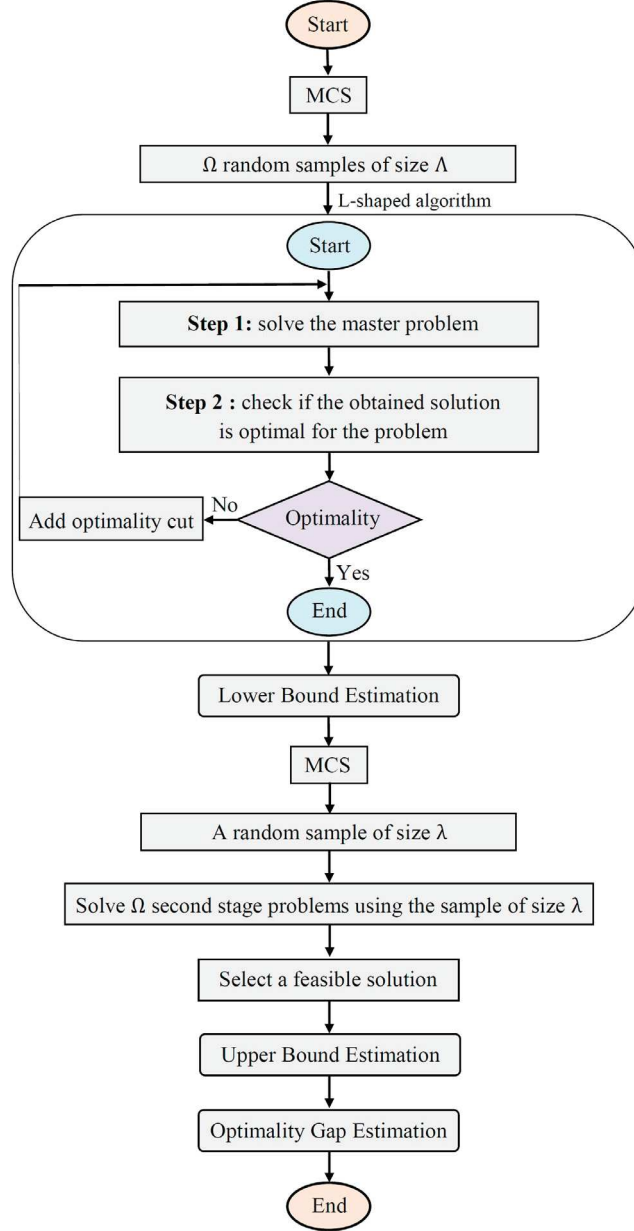 Start
MCS
Ω random samples of size Λ
L-shaped algorithm
Start
Step 1: solve the master problem
Step 2 : check if the obtained solution
is optimal for the problem
Optimality
No
Add optimality cut
Yes
End
Lower Bound Estimation
MCS
A random sample of size λ
Solve Ω second stage problems using the sample of size λ
Select a feasible solution
Upper Bound Estimation
Optimality Gap Estimation
End